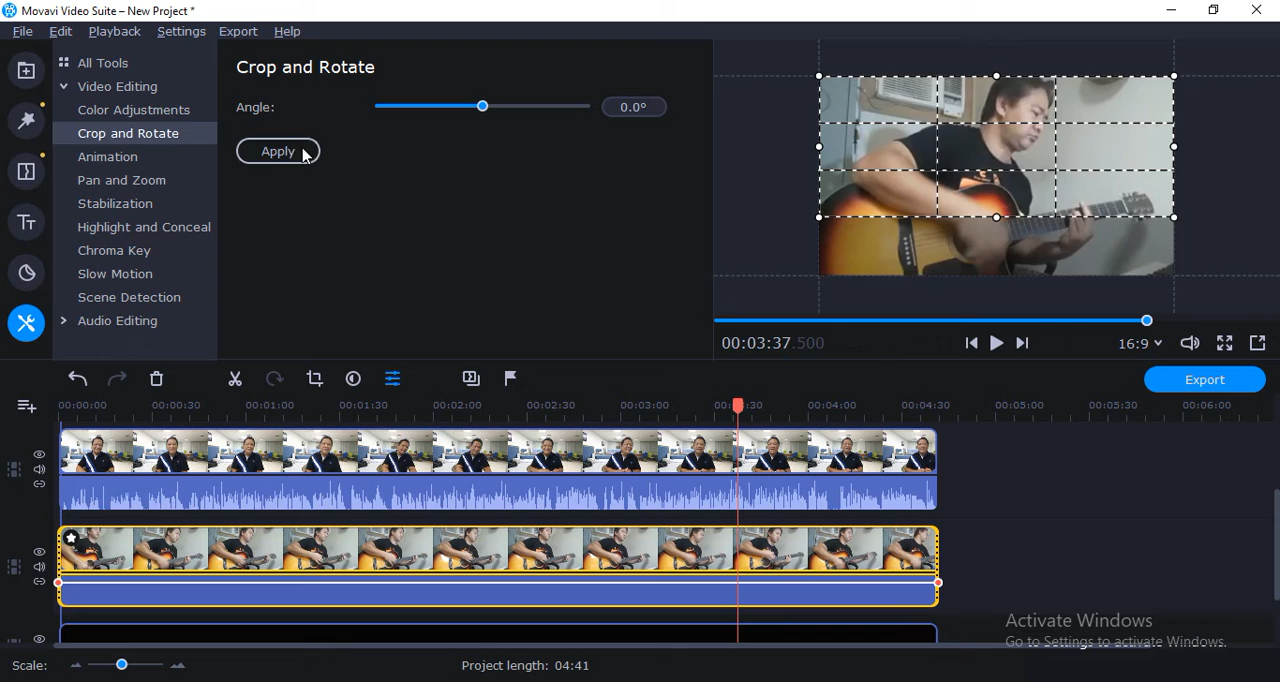 Movavi Video Suite – New Project *
File Edit Playback Settings Export Help
All Tools
Video Editing
Color Adjustments
Crop and Rotate
Animation
Pan and Zoom
Stabilization
Highlight and Conceal
Chroma Key
Slow Motion
Scene Detection
Audio Editing
Crop and Rotate
Angle: 0.0°
Apply
00:03:37.500
16:9
Export
00:00:00 00:00:30 00:01:00 00:01:30 00:02:00 00:02:30 00:03:00 00:03:30 00:04:00 00:04:30 00:05:00 00:05:30 00:06:00
Activate Windows
Go to Settings to activate Windows.
Scale:
Project length: 04:41